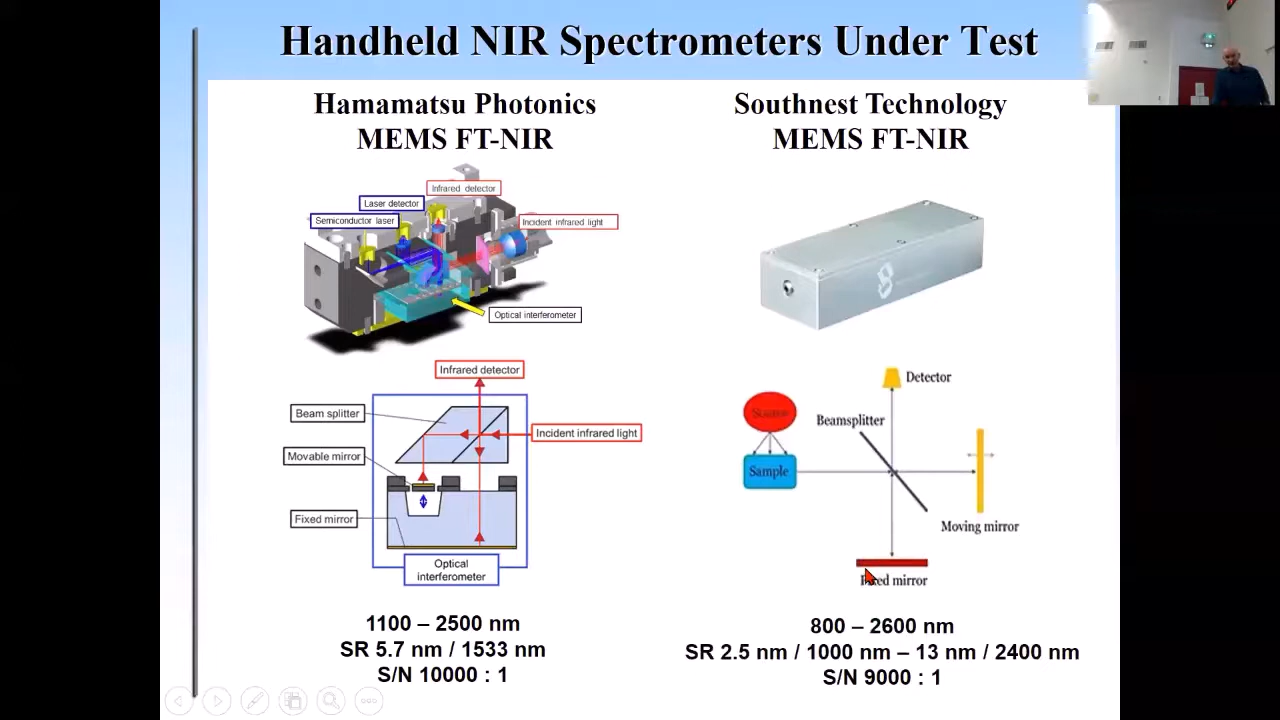 Handheld NIR Spectrometers Under Test
Hamamatsu Photonics
MEMS FT-NIR
Infrared detector
Laser detector
Semiconductor laser
Incident infrared light
Optical interferometer
Infrared detector
Beam splitter
Incident infrared light
Movable mirror
Fixed mirror
Optical
interferometer
1100 – 2500 nm
SR 5.7 nm / 1533 nm
S/N 10000 : 1
Southnest Technology
MEMS FT-NIR
Detector
Source
Beamsplitter
Sample
Moving mirror
Fixed mirror
800 – 2600 nm
SR 2.5 nm / 1000 nm – 13 nm / 2400 nm
S/N 9000 : 1